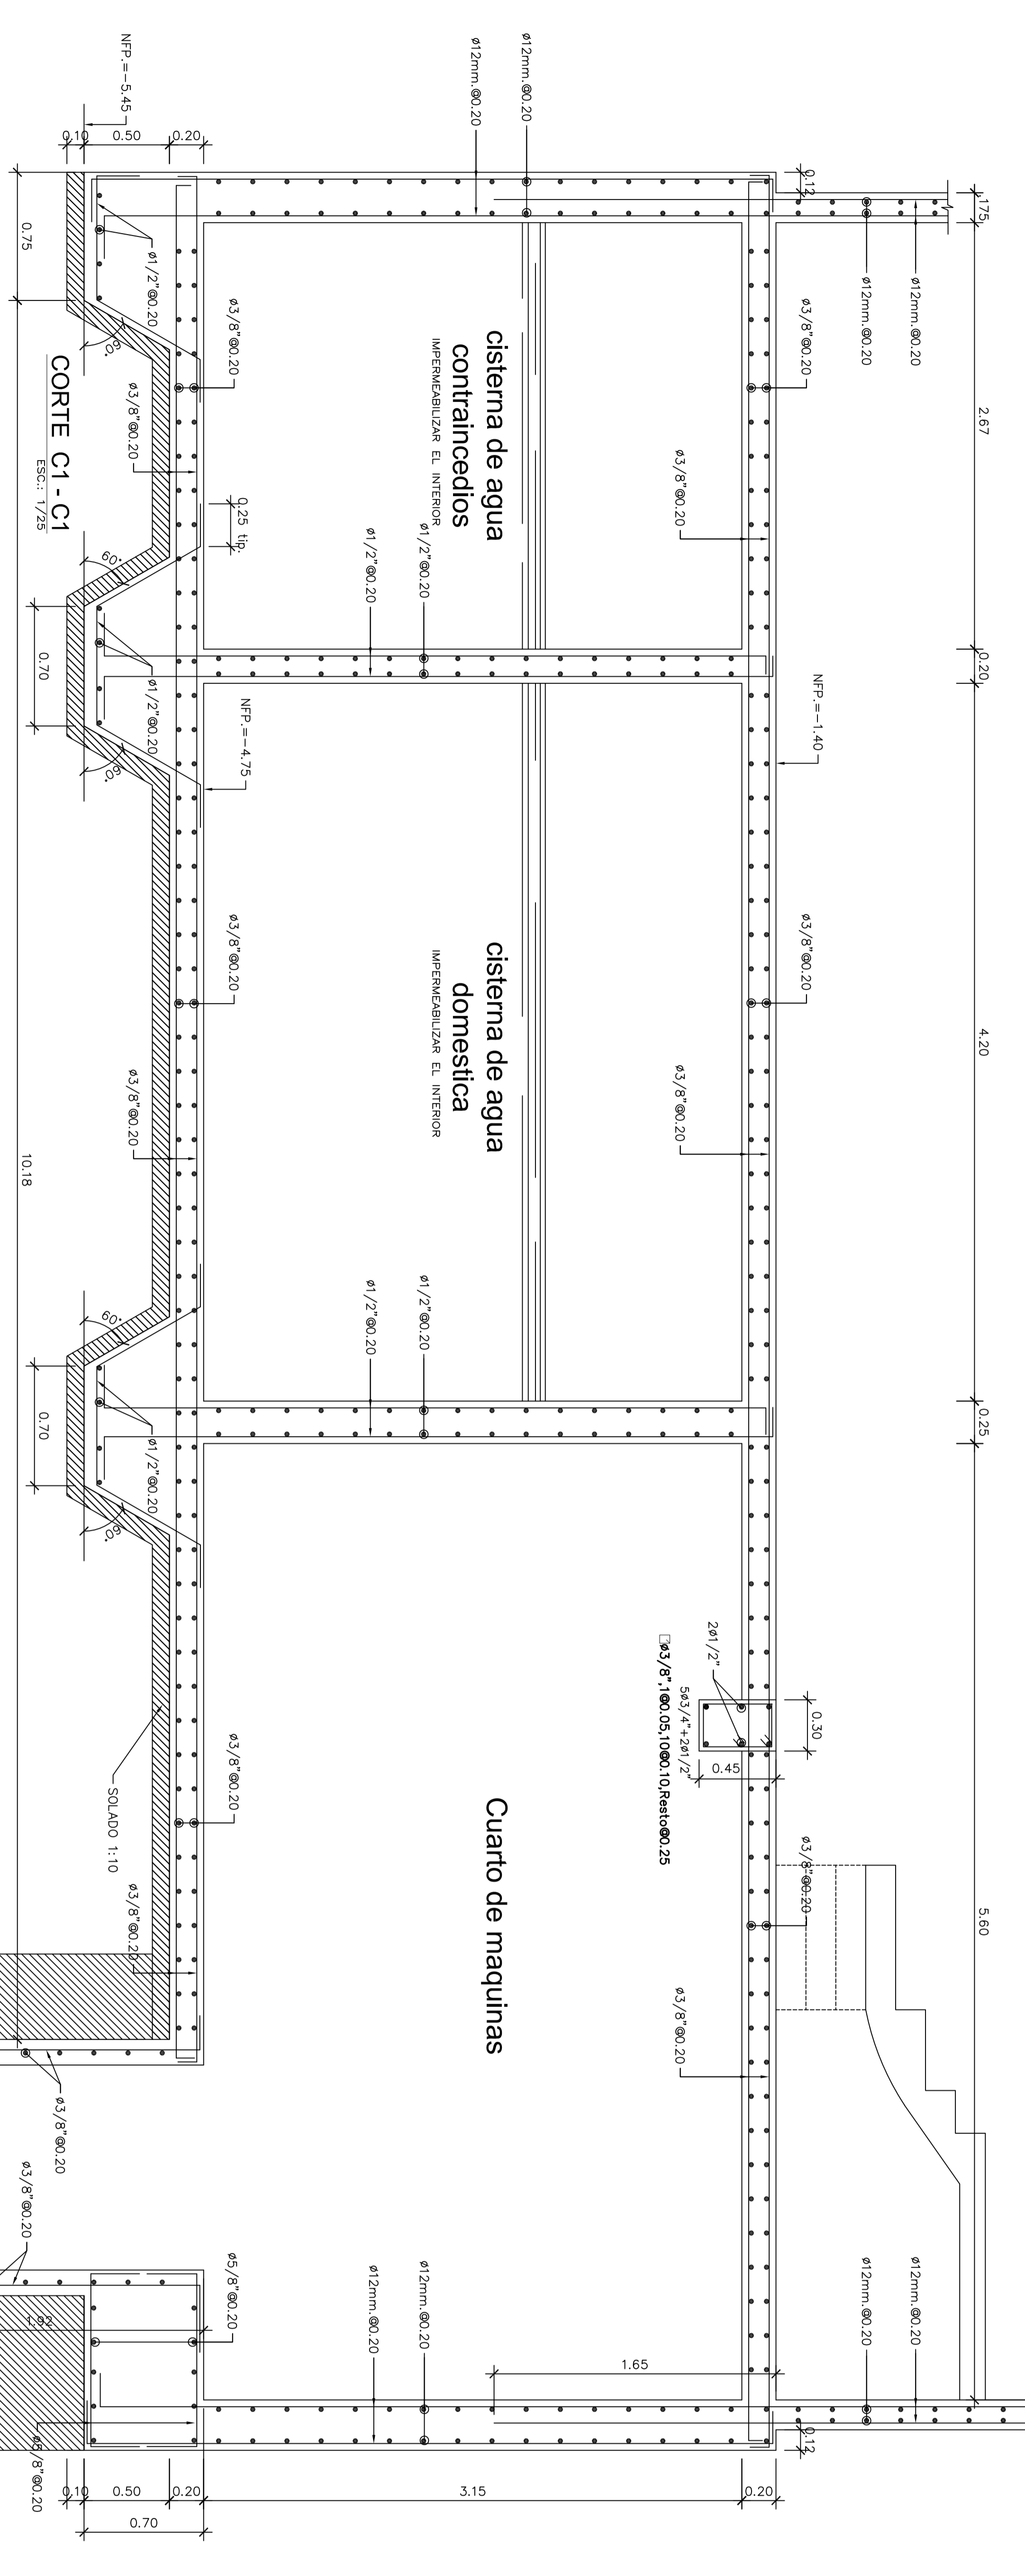 .175
2.67
0.20
4.20
0.25
5.60
0.12
ø12mm.@0.20
ø12mm.@0.20
ø12mm.@0.20
ø12mm.@0.20
NFP.=-5.45
0.10
0.50
0.20
ø3/8"@0.20
ø3/8"@0.20
NFP.=-1.40
ø3/8"@0.20
ø3/8"@0.20
0.30
0.45
2ø1/2"
5ø3/4"+2ø1/2"
□ø3/8",1@0.05,10@0.10,Resto@0.25
ø3/8"@0.20
ø3/8"@0.20
ø12mm.@0.20
ø12mm.@0.20
1.65
0.12
cisterna de agua
contraincedios
IMPERMEABILIZAR EL INTERIOR
cisterna de agua
domestica
IMPERMEABILIZAR EL INTERIOR
Cuarto de maquinas
ø1/2"@0.20
ø1/2"@0.20
ø1/2"@0.20
ø1/2"@0.20
ø12mm.@0.20
ø12mm.@0.20
3.15
0.20
ø3/8"@0.20
0.25 tip.
NFP.=-4.75
ø3/8"@0.20
ø3/8"@0.20
ø5/8"@0.20
ø1/2"@0.20
ø3/8"@0.20
ø1/2"@0.20
ø3/8"@0.20
ø1/2"@0.20
SOLADO 1:10
ø3/8"@0.20
60°
60°
60°
60°
60°
ø3/8"@0.20
ø3/8"@0.20
1.92
ø5/8"@0.20
0.10
0.50
0.20
0.70
0.75
0.70
0.70
10.18
CORTE C1 - C1
ESC.: 1/25